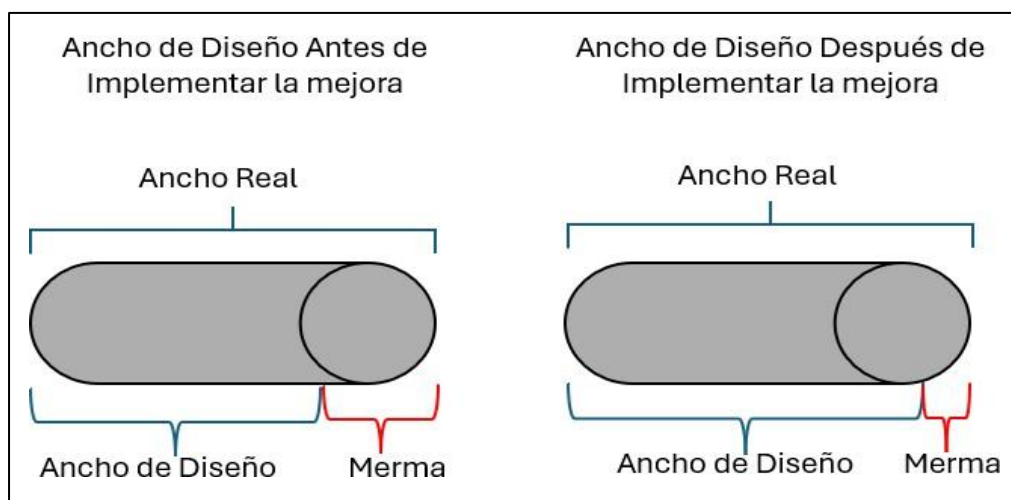 Ancho de Diseño Antes de
Implementar la mejora
Ancho Real
Ancho de Diseño
Merma
Ancho de Diseño Después de
Implementar la mejora
Ancho Real
Ancho de Diseño
Merma